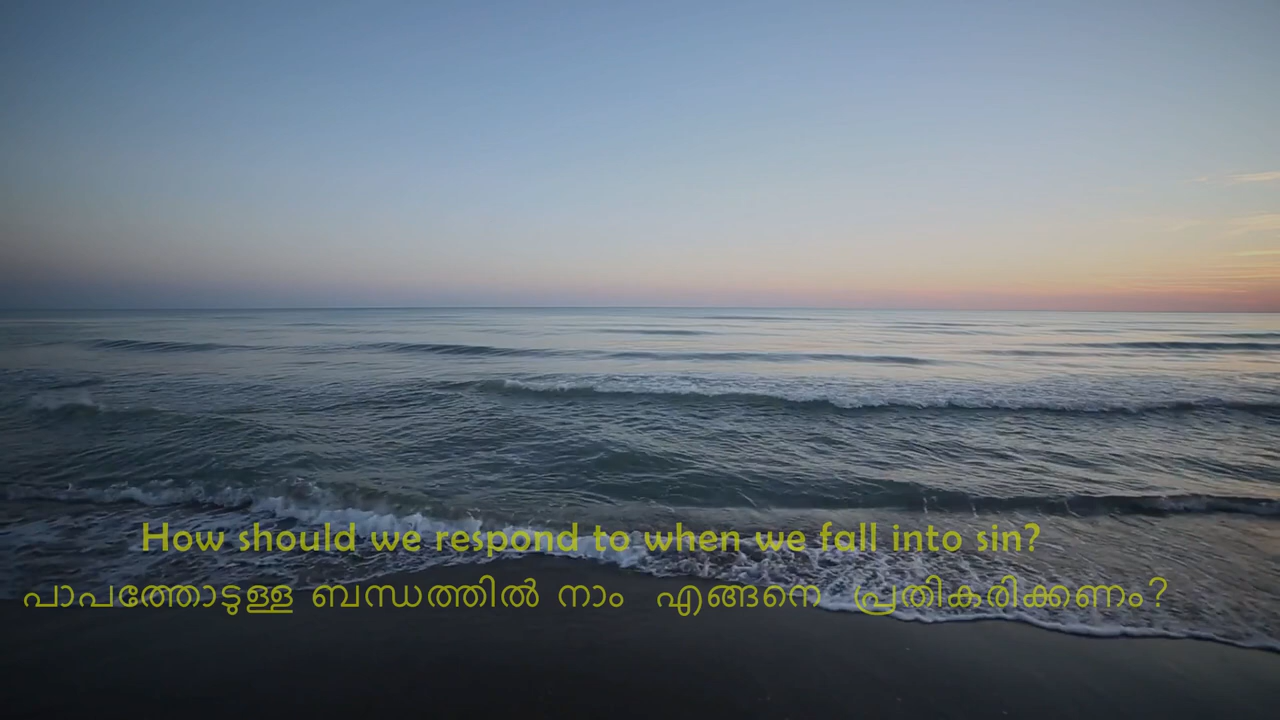 How should we respond to when we fall into sin?
പാപത്തോടുള്ള ബന്ധത്തിൽ നാം എങ്ങനെ പ്രതികരിക്കണം?